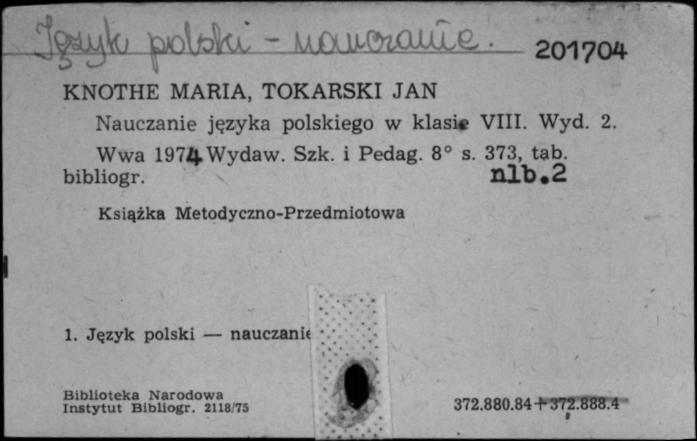 Język polski - nauczanie.
201704
KNOTHE MARIA, TOKARSKI JAN
Nauczanie języka polskiego w klasie VIII. Wyd. 2.
Wwa 1974 Wydaw. Szk. i Pedag. 8° s. 373, tab.
bibliogr. nlb.2
Książka Metodyczno-Przedmiotowa
1. Język polski — nauczanie
Biblioteka Narodowa
Instytut Bibliogr. 2118/75
372.880.84+372.888.4